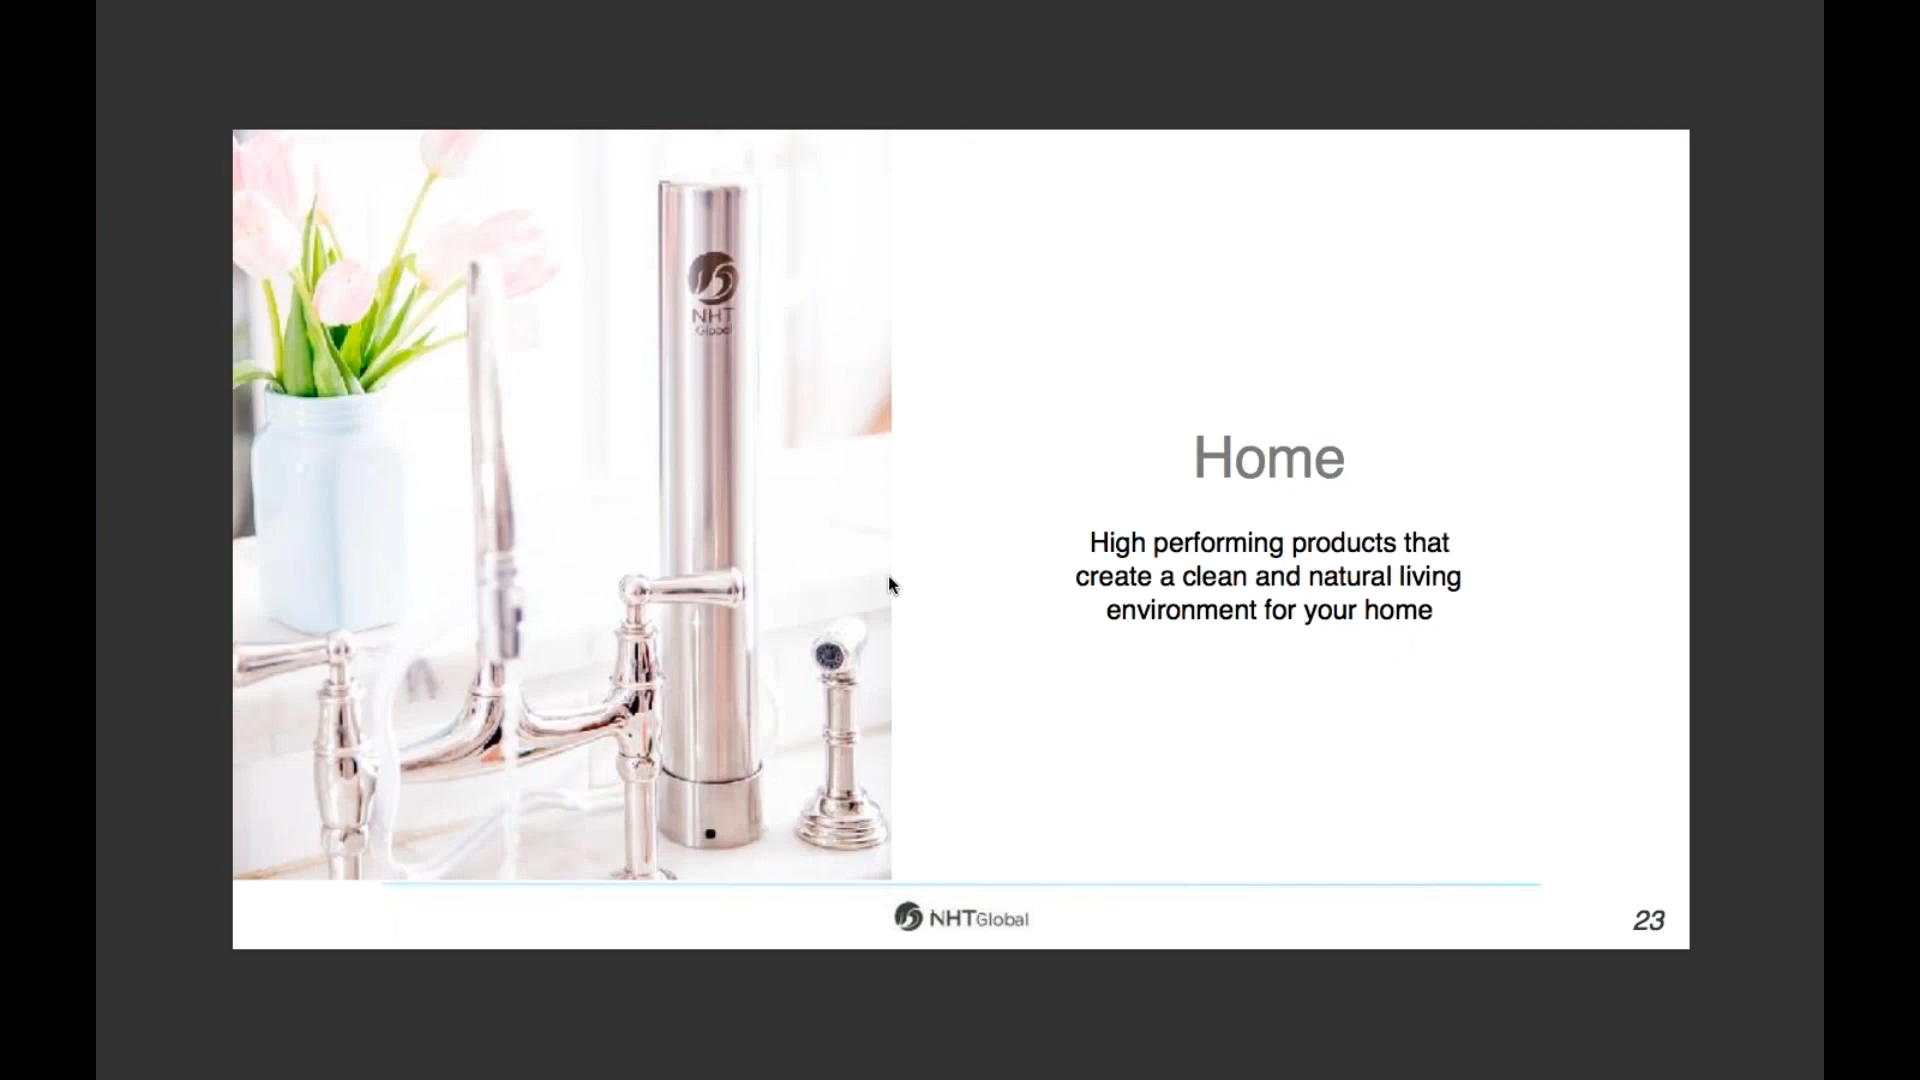 NHT
Global
Home
High performing products that
create a clean and natural living
environment for your home
NHTGlobal
23